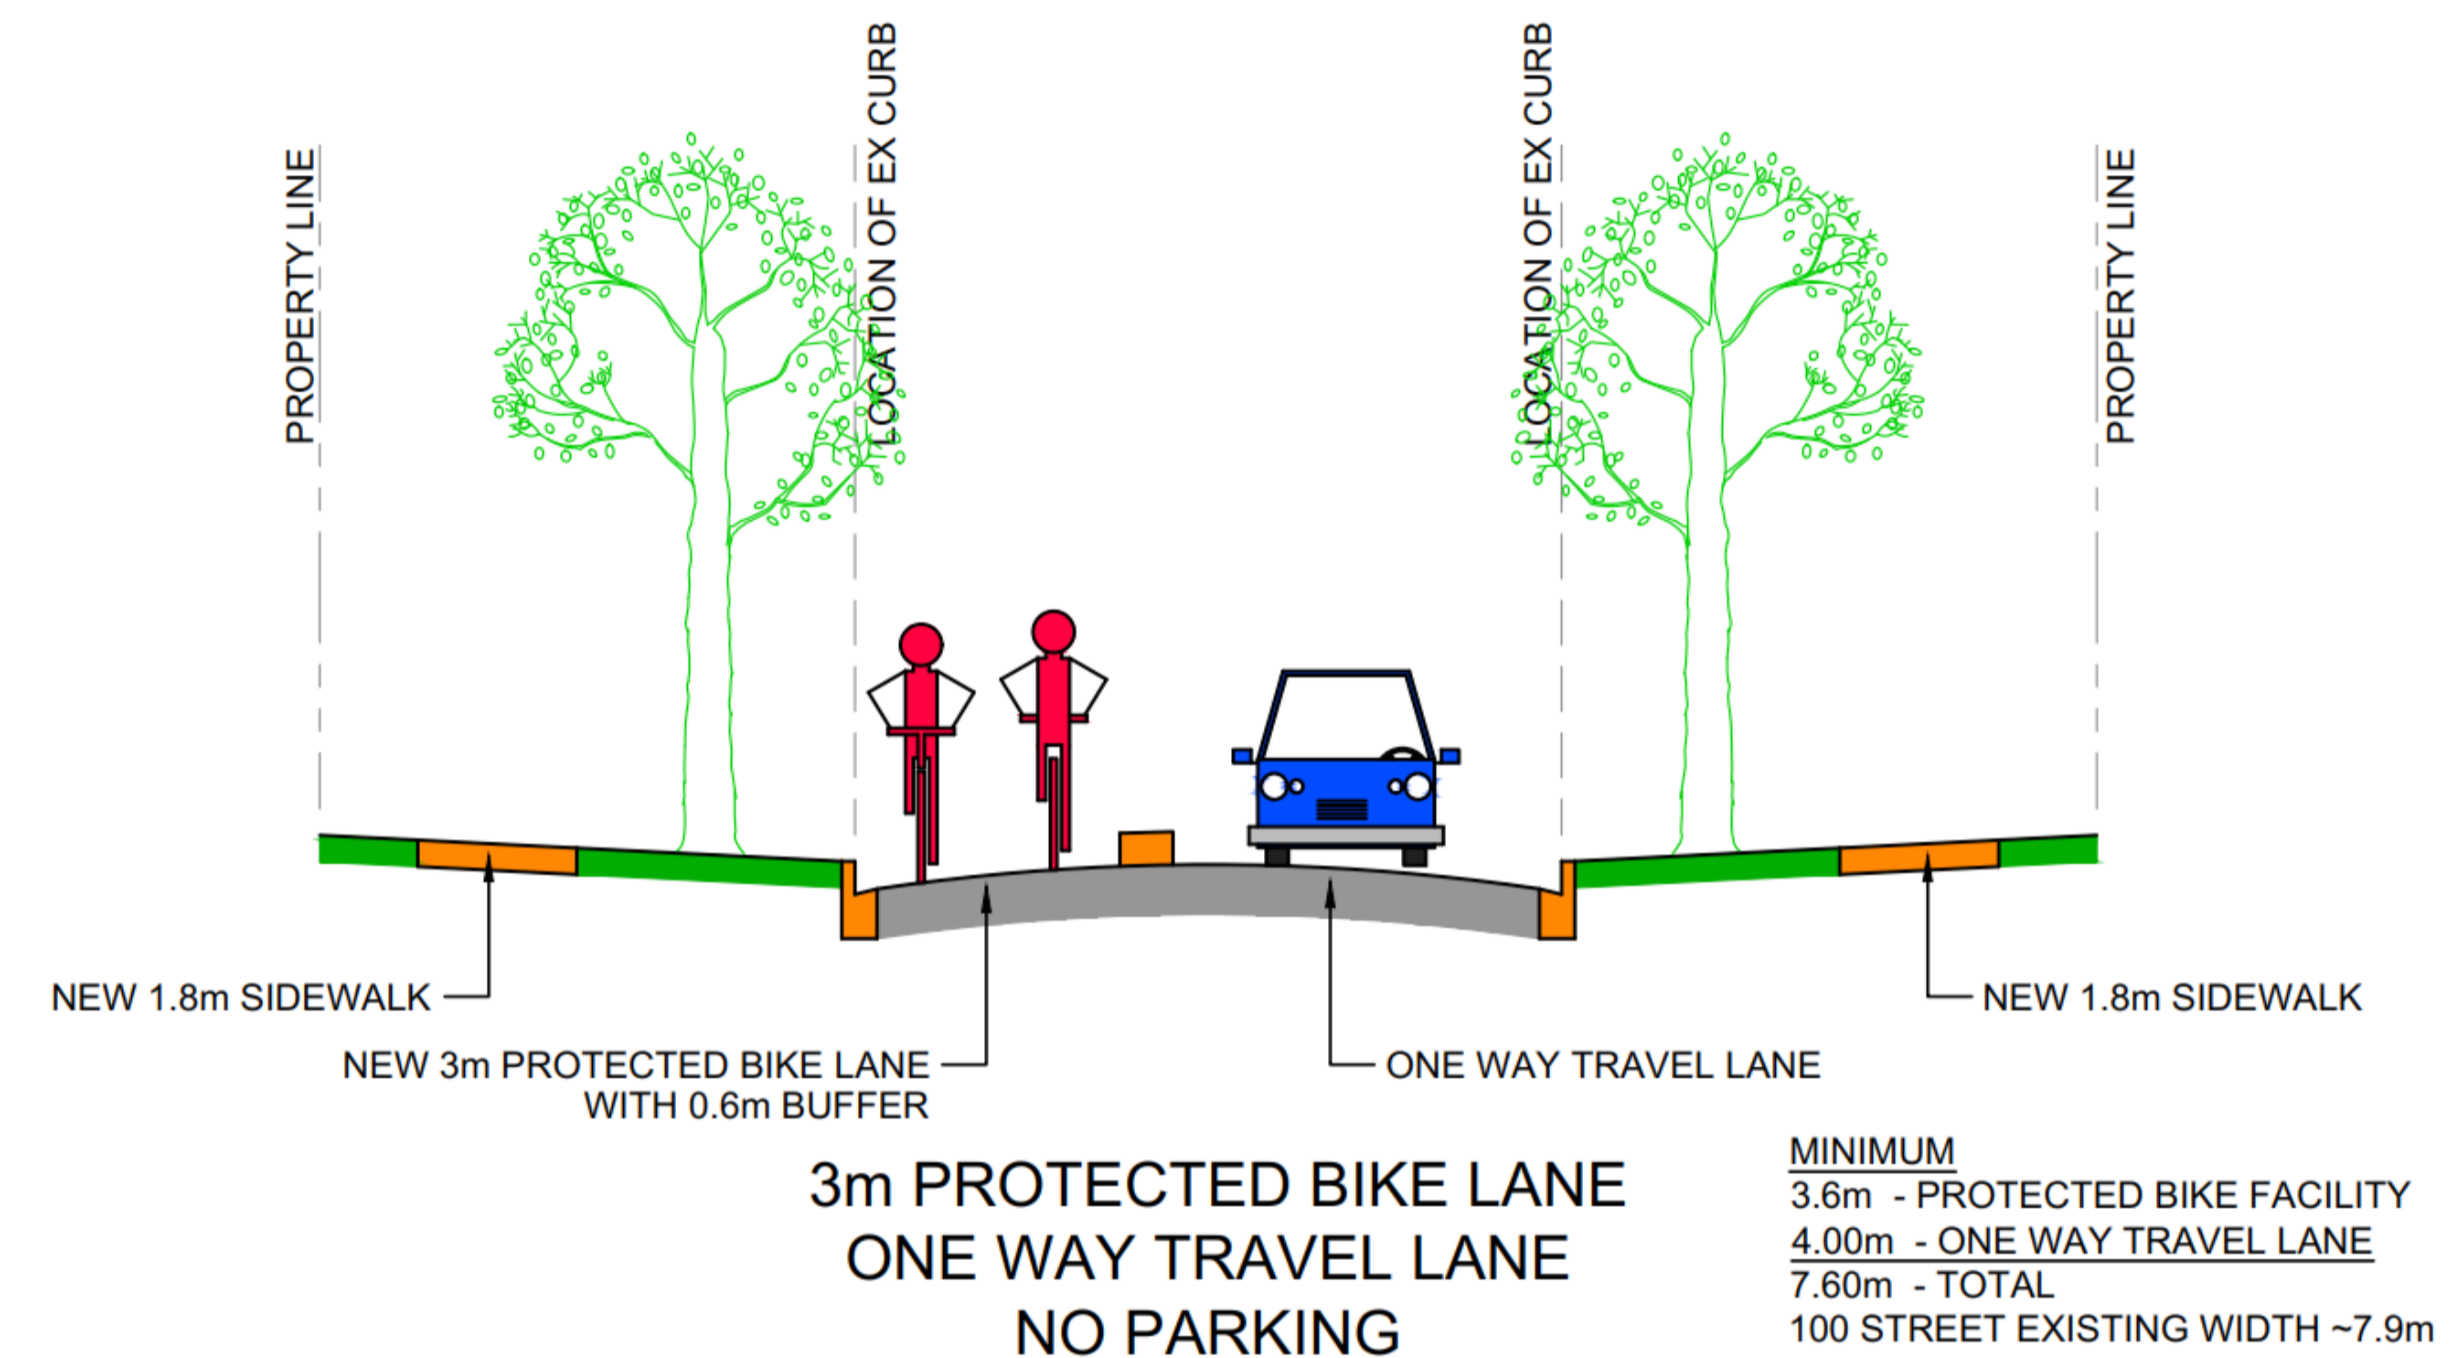 PROPERTY LINE
LOCATION OF EX CURB
LOCATION OF EX CURB
PROPERTY LINE
NEW 1.8m SIDEWALK
NEW 1.8m SIDEWALK
NEW 3m PROTECTED BIKE LANE
WITH 0.6m BUFFER
ONE WAY TRAVEL LANE
3m PROTECTED BIKE LANE
ONE WAY TRAVEL LANE
NO PARKING
MINIMUM
3.6m - PROTECTED BIKE FACILITY
4.00m - ONE WAY TRAVEL LANE
7.60m - TOTAL
100 STREET EXISTING WIDTH ~7.9m